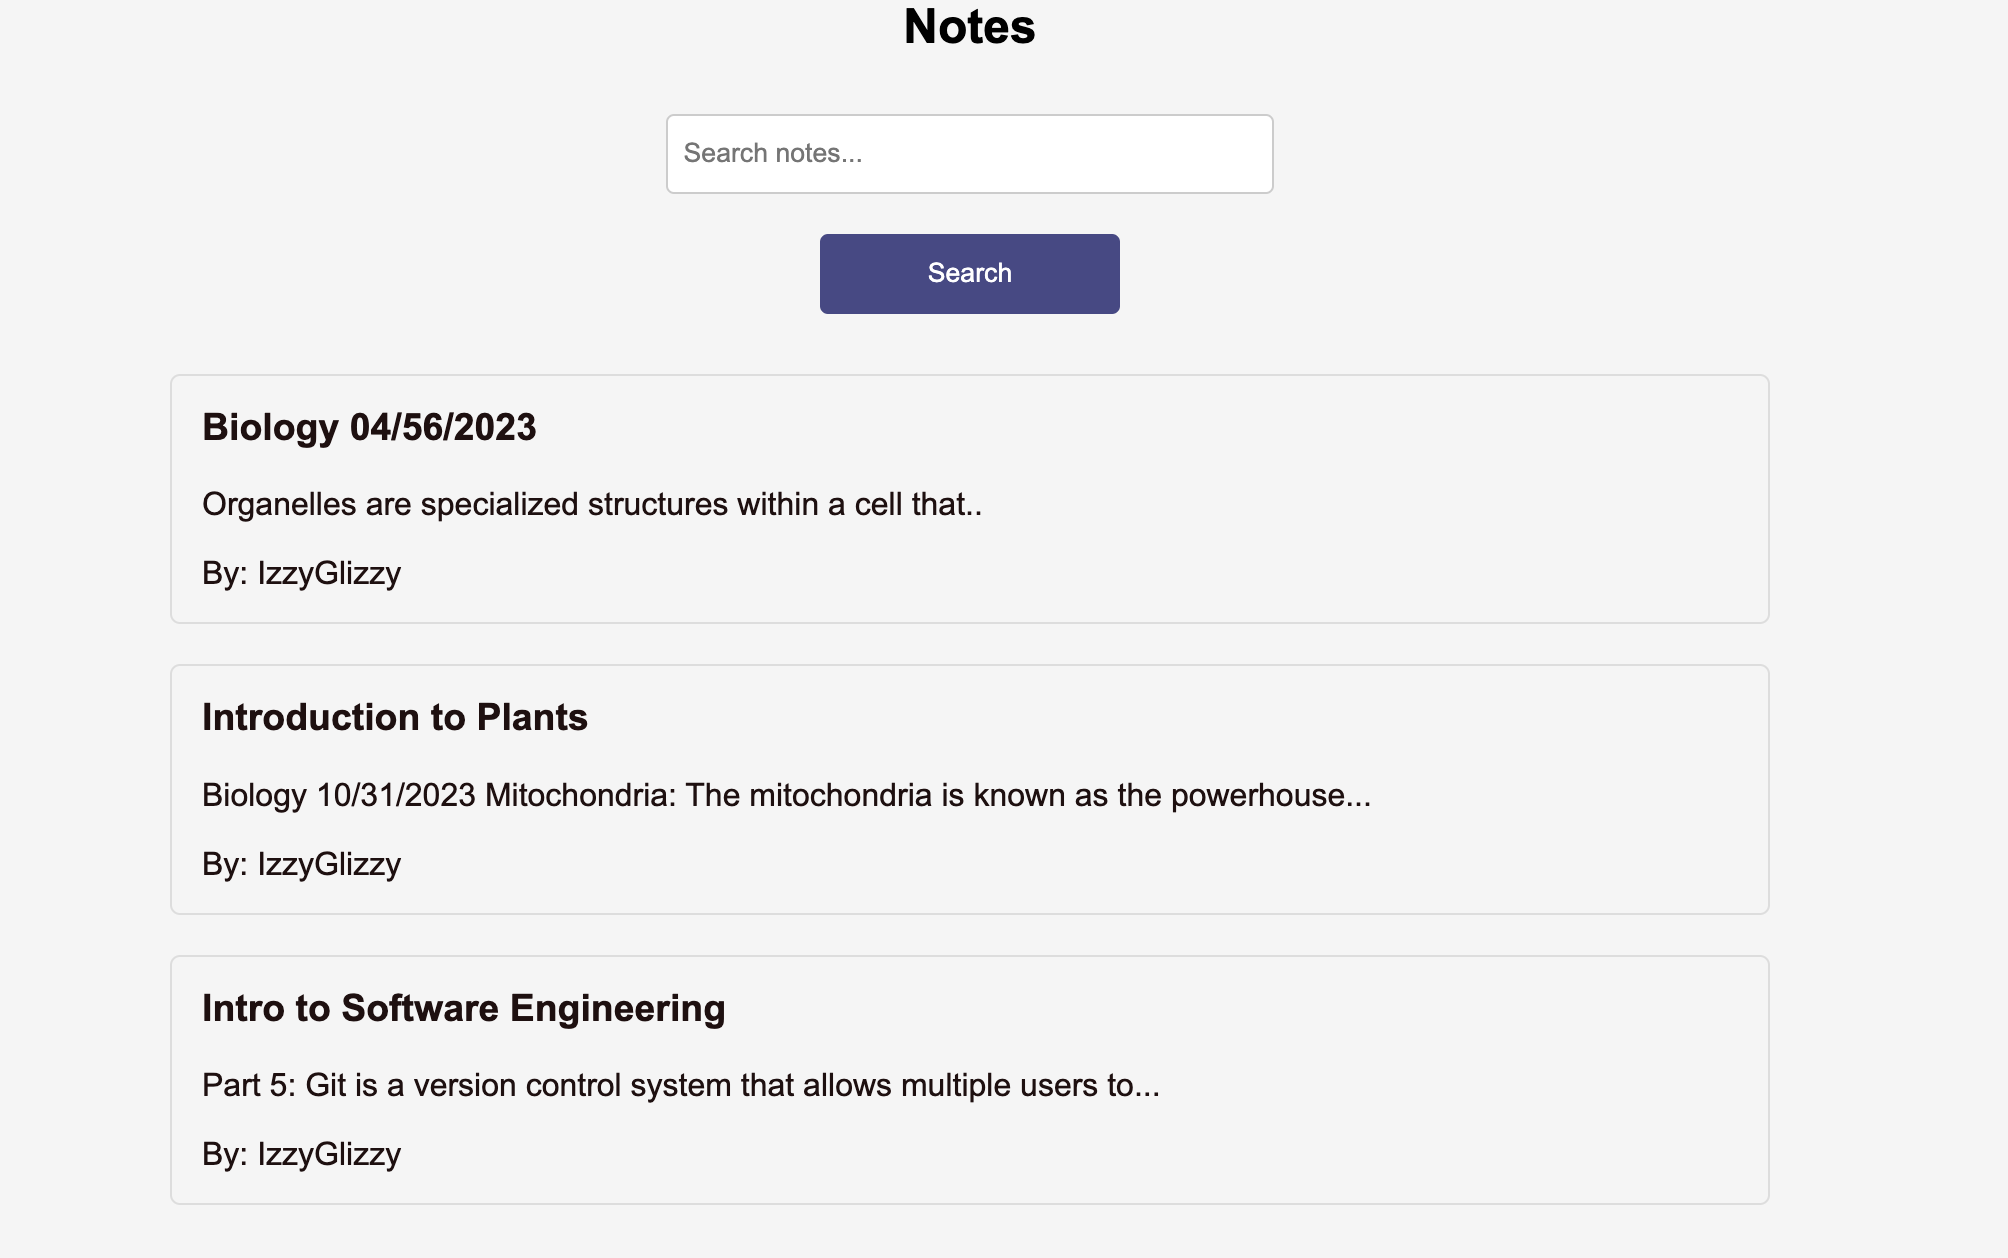 Notes
Search notes...
Search
Biology 04/56/2023
Organelles are specialized structures within a cell that..
By: IzzyGlizzy
Introduction to Plants
Biology 10/31/2023 Mitochondria: The mitochondria is known as the powerhouse...
By: IzzyGlizzy
Intro to Software Engineering
Part 5: Git is a version control system that allows multiple users to...
By: IzzyGlizzy